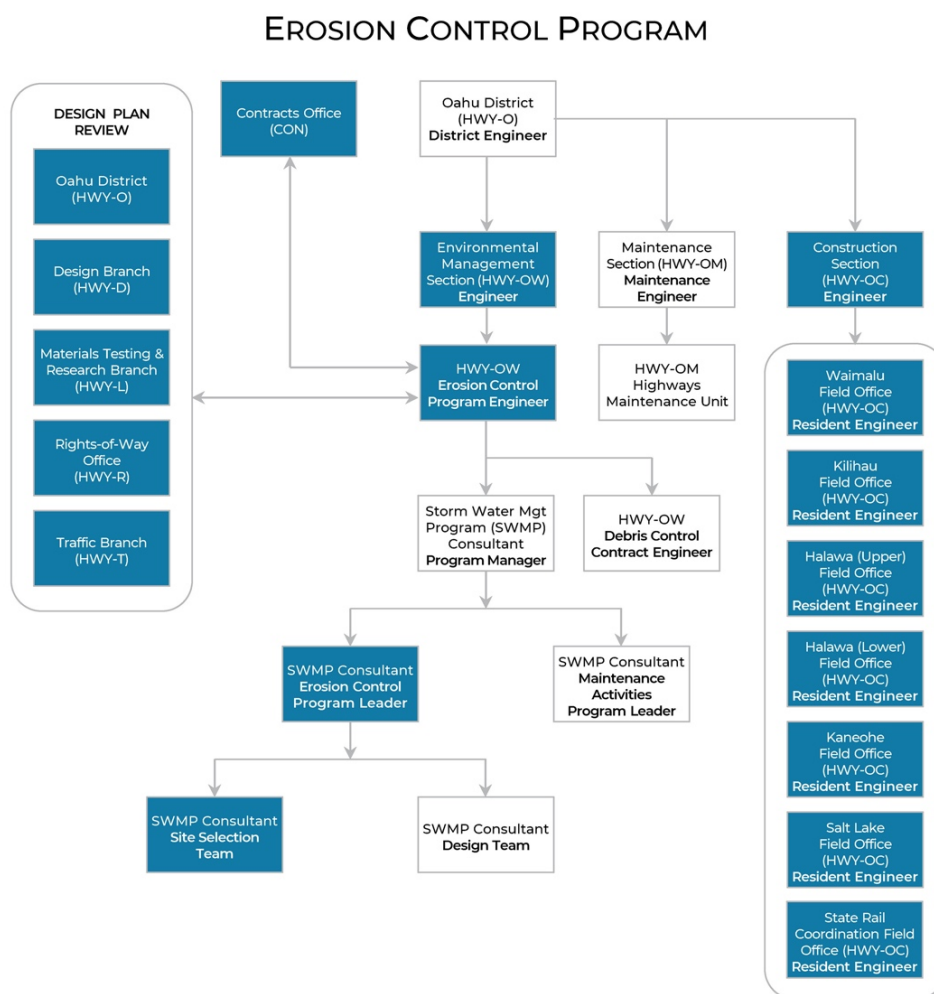 EROSION CONTROL PROGRAM
DESIGN PLAN
REVIEW
Oahu District
(HWY-O)
Design Branch
(HWY-D)
Materials Testing &
Research Branch
(HWY-L)
Rights-of-Way
Office
(HWY-R)
Traffic Branch
(HWY-T)
Contracts Office
(CON)
Oahu District
(HWY-O)
District Engineer
Environmental
Management
Section (HWY-OW)
Engineer
Maintenance
Section (HWY-OM)
Maintenance
Engineer
Construction
Section
(HWY-OC)
Engineer
HWY-OW
Erosion Control
Program Engineer
HWY-OM
Highways
Maintenance Unit
Storm Water Mgt
Program (SWMP)
Consultant
Program Manager
HWY-OW
Debris Control
Contract Engineer
SWMP Consultant
Erosion Control
Program Leader
SWMP Consultant
Maintenance
Activities
Program Leader
SWMP Consultant
Site Selection
Team
SWMP Consultant
Design Team
Waimalu
Field Office
(HWY-OC)
Resident Engineer
Kilihau
Field Office
(HWY-OC)
Resident Engineer
Halawa (Upper)
Field Office
(HWY-OC)
Resident Engineer
Halawa (Lower)
Field Office
(HWY-OC)
Resident Engineer
Kaneohe
Field Office
(HWY-OC)
Resident Engineer
Salt Lake
Field Office
(HWY-OC)
Resident Engineer
State Rail
Coordination Field
Office (HWY-OC)
Resident Engineer